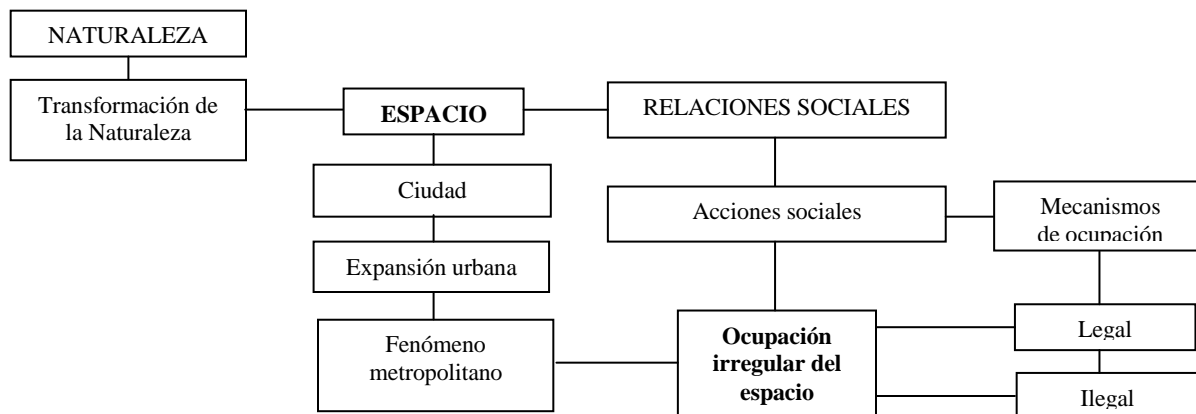 NATURALEZA
Transformación de
la Naturaleza
ESPACIO
RELACIONES SOCIALES
Ciudad
Acciones sociales
Mecanismos
de ocupación
Expansión urbana
Fenómeno
metropolitano
Ocupación
irregular del
espacio
Legal
Ilegal